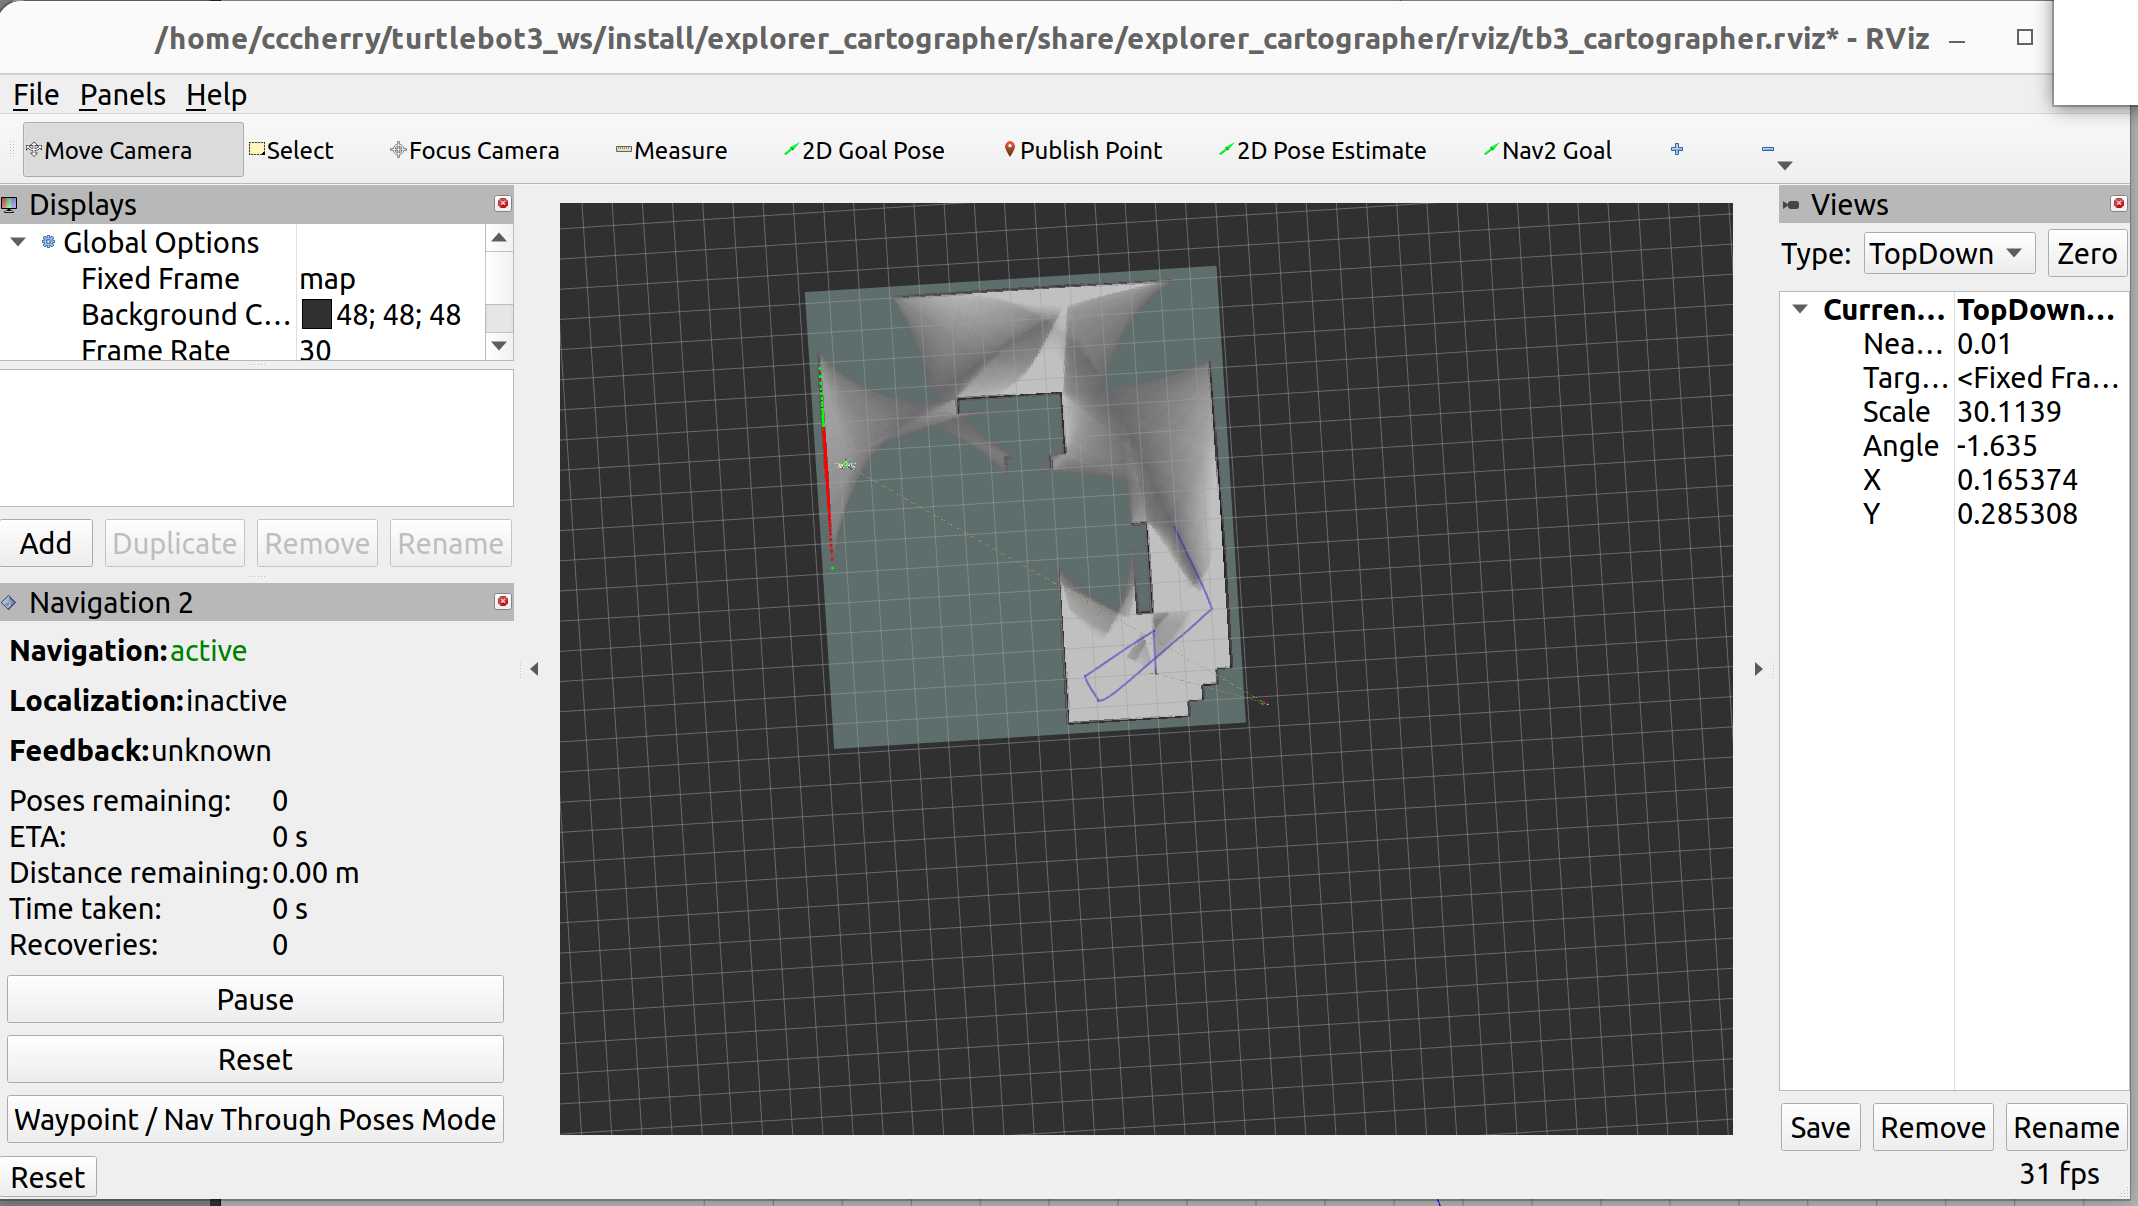 /home/cccherry/turtlebot3_ws/install/explorer_cartographer/share/explorer_cartographer/rviz/tb3_cartographer.rviz* - RViz
File Panels Help
Move Camera Select Focus Camera Measure 2D Goal Pose Publish Point 2D Pose Estimate Nav2 Goal
Displays
Global Options
Fixed Frame map
Background C... 48; 48; 48
Frame Rate 30
Add Duplicate Remove Rename
Navigation 2
Navigation: active
Localization: inactive
Feedback: unknown
Poses remaining: 0
ETA: 0 s
Distance remaining: 0.00 m
Time taken: 0 s
Recoveries: 0
Pause
Reset
Waypoint / Nav Through Poses Mode
Reset
Views
Type: TopDown Zero
Curren... TopDown...
Nea... 0.01
Targ... <Fixed Fra...
Scale 30.1139
Angle -1.635
X 0.165374
Y 0.285308
Save Remove Rename
31 fps